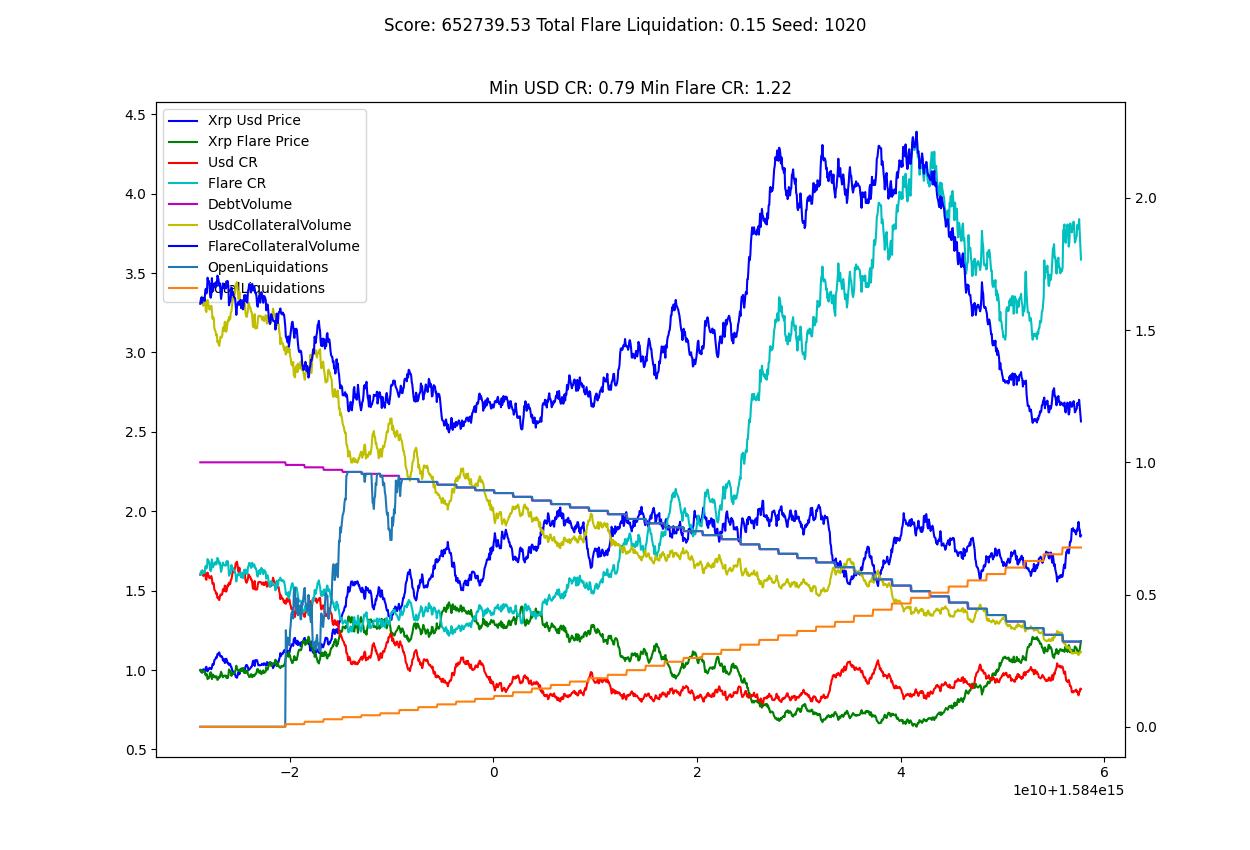 Score: 652739.53 Total Flare Liquidation: 0.15 Seed: 1020
Min USD CR: 0.79 Min Flare CR: 1.22
Xrp Usd Price
Xrp Flare Price
Usd CR
Flare CR
DebtVolume
UsdCollateralVolume
FlareCollateralVolume
OpenLiquidations
Liquidations
4.5
4.0
3.5
3.0
2.5
2.0
1.5
1.0
0.5
2.0
1.5
1.0
0.5
0.0
−2
0
2
4
6
1e10+1.584e15